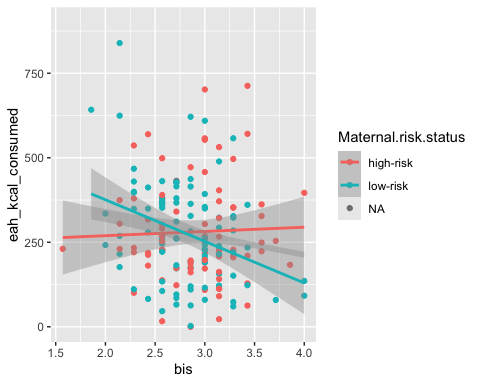 eah_kcal_consumed
750
500
250
0
1.5 2.0 2.5 3.0 3.5 4.0
bis
Maternal.risk.status
high-risk
low-risk
NA